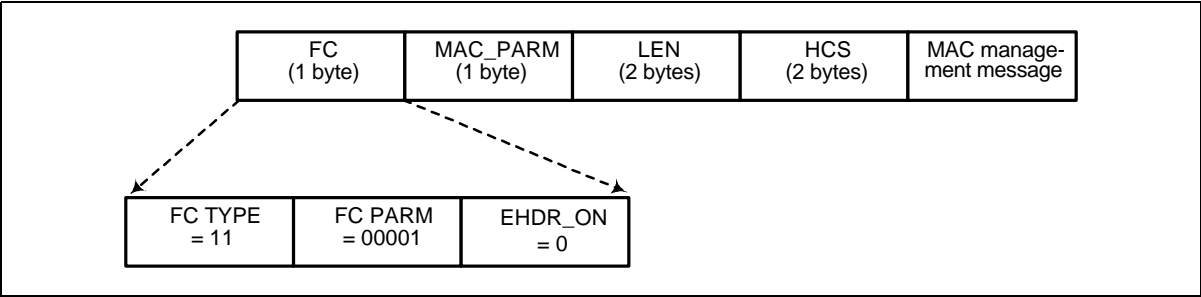 FC
(1 byte)
MAC_PARM
(1 byte)
LEN
(2 bytes)
HCS
(2 bytes)
MAC manage-
ment message
FC TYPE
= 11
FC PARM
= 00001
EHDR_ON
= 0